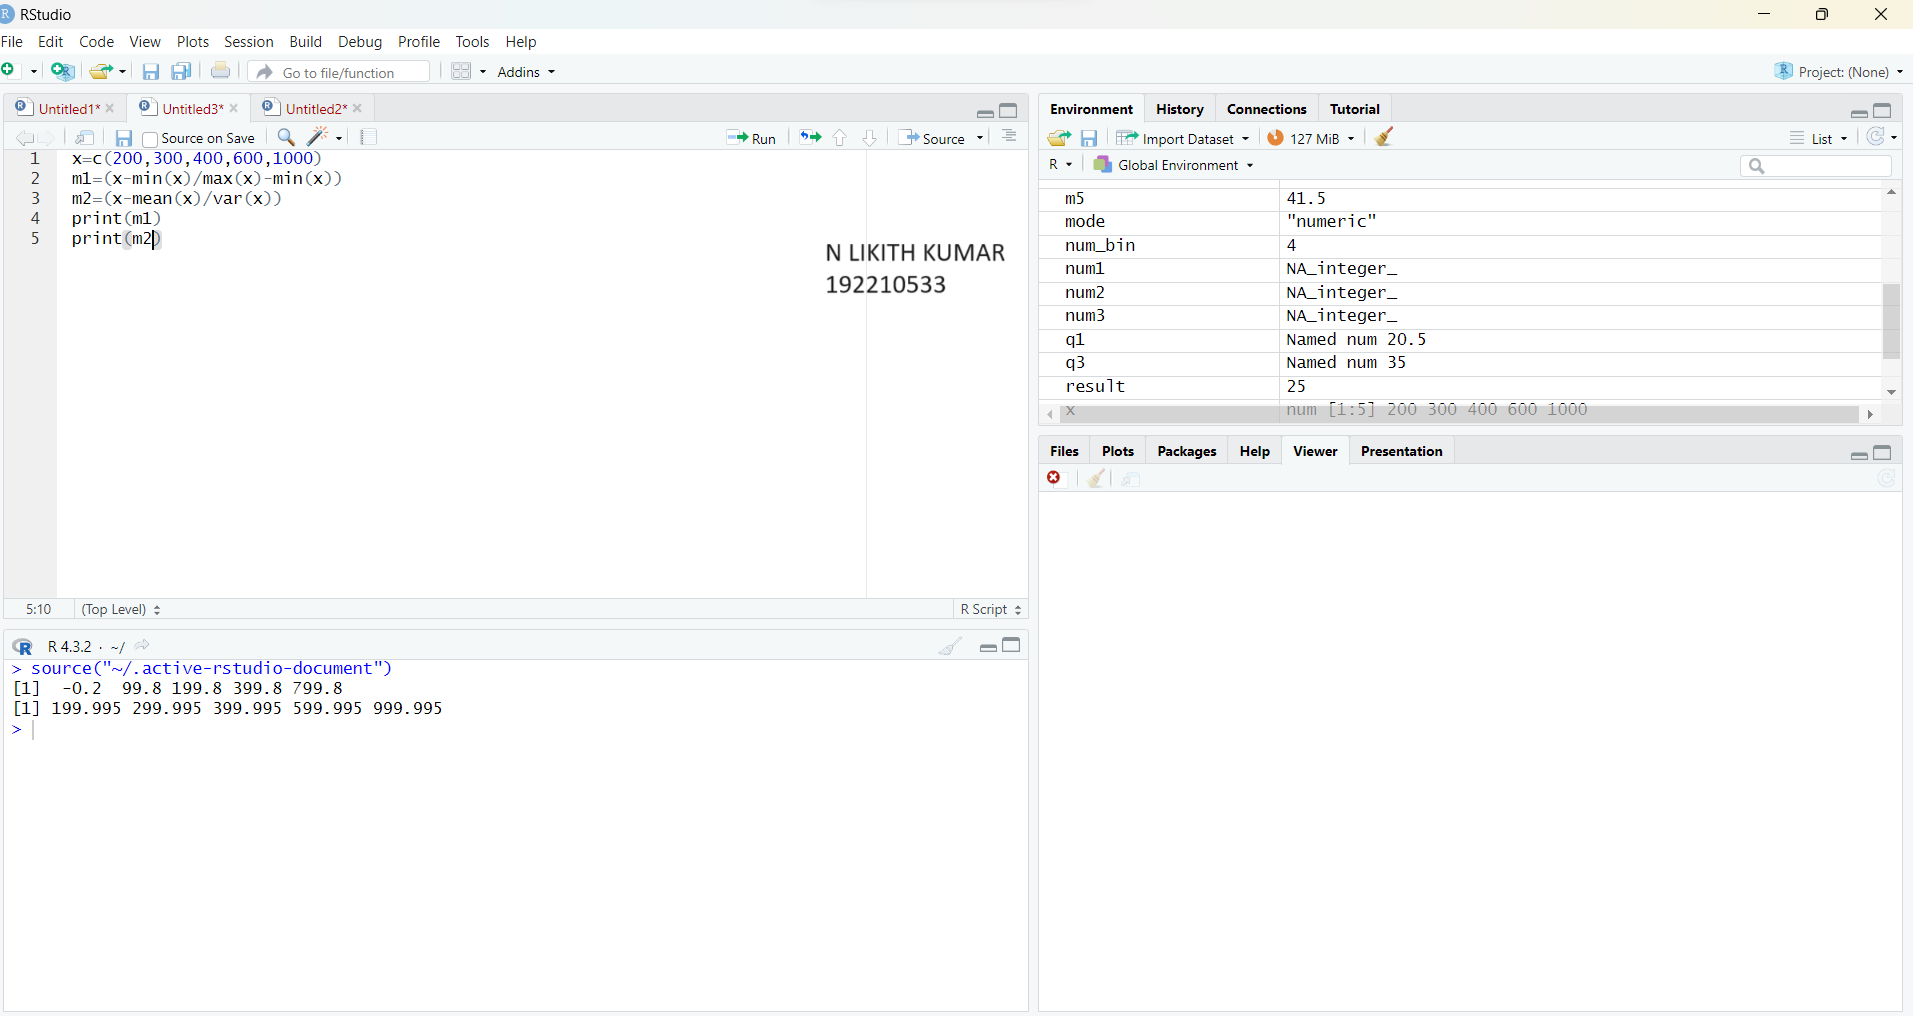 RStudio
File Edit Code View Plots Session Build Debug Profile Tools Help
Go to file/function Addins Project: (None)
Untitled1* Untitled3* Untitled2*
Source on Save Run Source
1 x=c(200,300,400,600,1000)
2 m1=(x-min(x)/max(x)-min(x))
3 m2=(x-mean(x)/var(x))
4 print(m1)
5 print(m2)
N LIKITH KUMAR
192210533
5:10 (Top Level) R Script
R 4.3.2 · ~/
> source("~/.active-rstudio-document")
[1] -0.2 99.8 199.8 399.8 799.8
[1] 199.995 299.995 399.995 599.995 999.995
>
Environment History Connections Tutorial
Import Dataset 127 MiB List
R Global Environment
m5 41.5
mode "numeric"
num_bin 4
num1 NA_integer_
num2 NA_integer_
num3 NA_integer_
q1 Named num 20.5
q3 Named num 35
result 25
x num [1:5] 200 300 400 600 1000
Files Plots Packages Help Viewer Presentation